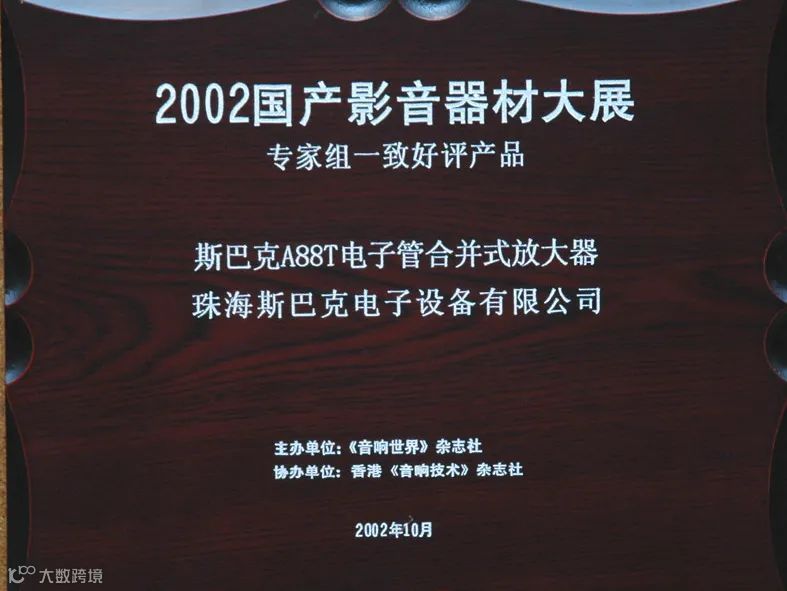 2002国产影音器材大展
专家组一致好评产品
斯巴克A88T电子管合并式放大器
珠海斯巴克电子设备有限公司
主办单位:《音响世界》杂志社
协办单位: 香港《音响技术》杂志社
2002年10月
大数跨境